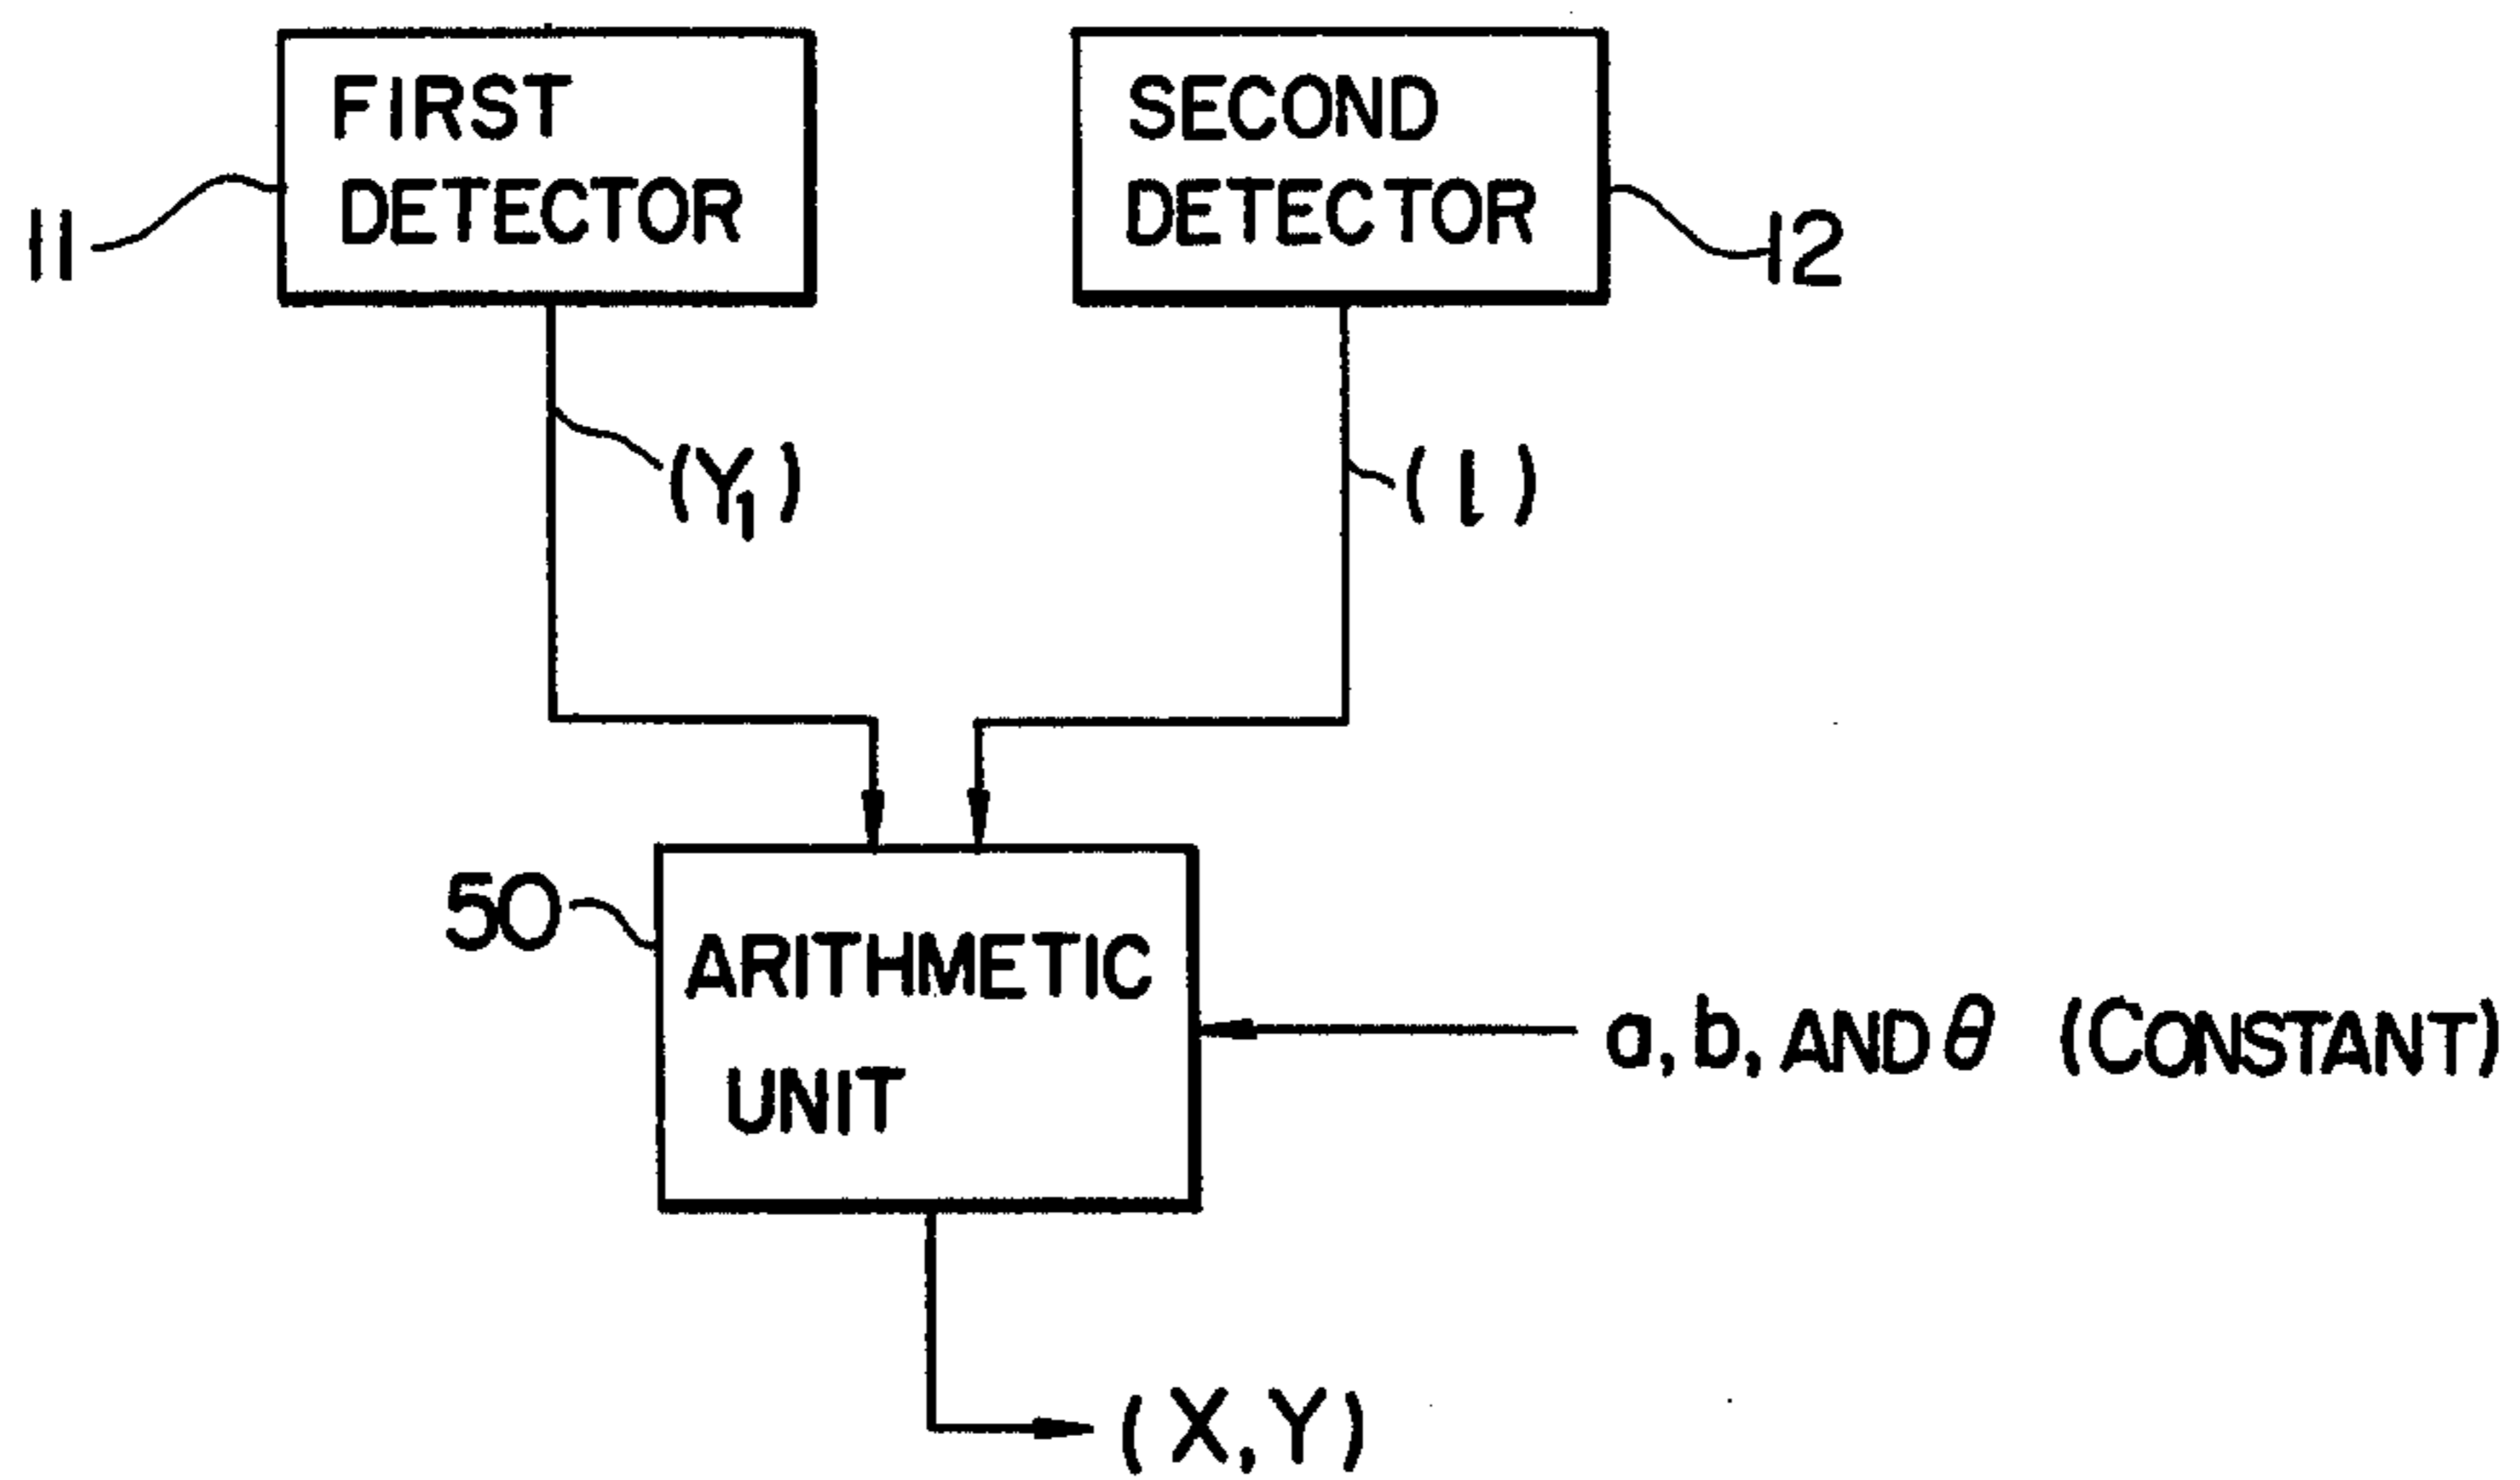 FIRST
DETECTOR
11
SECOND
DETECTOR
12
(Y₁)
(l)
50
ARITHMETIC
UNIT
a, b, AND θ (CONSTANT)
(X,Y)